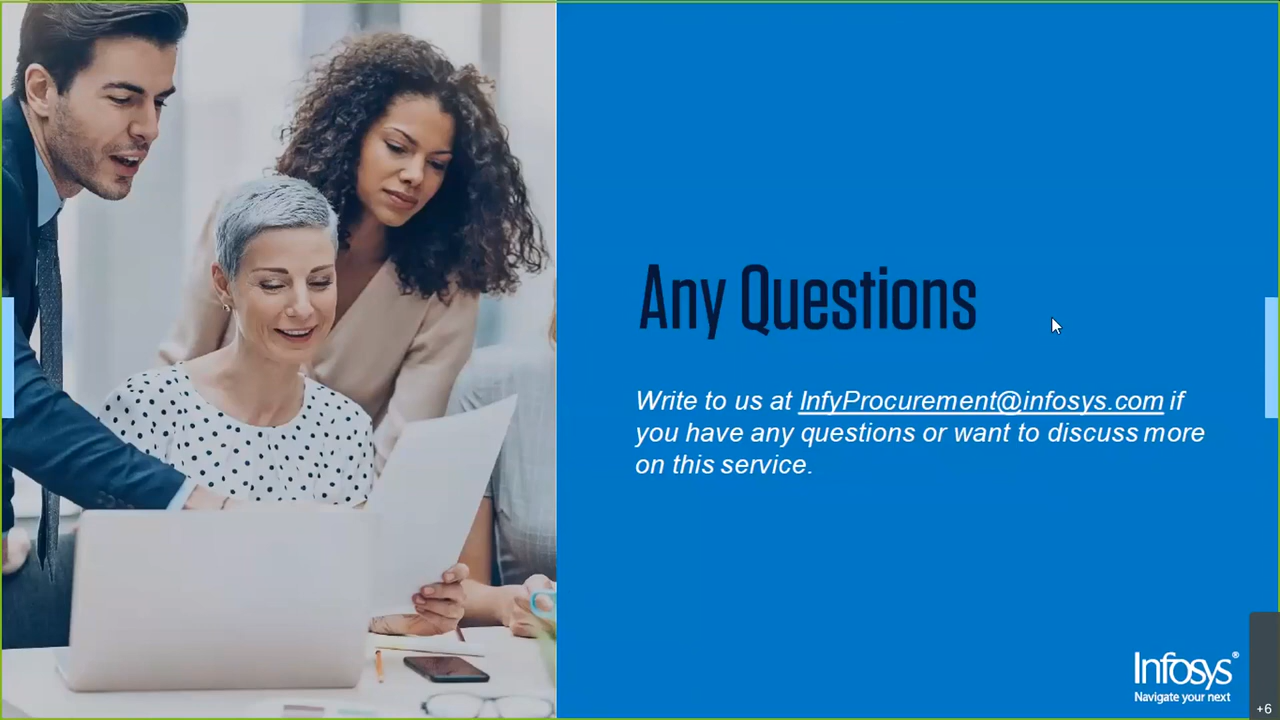 Any Questions
Write to us at InfyProcurement@infosys.com if
you have any questions or want to discuss more
on this service.
Infosys®
Navigate your next
+6